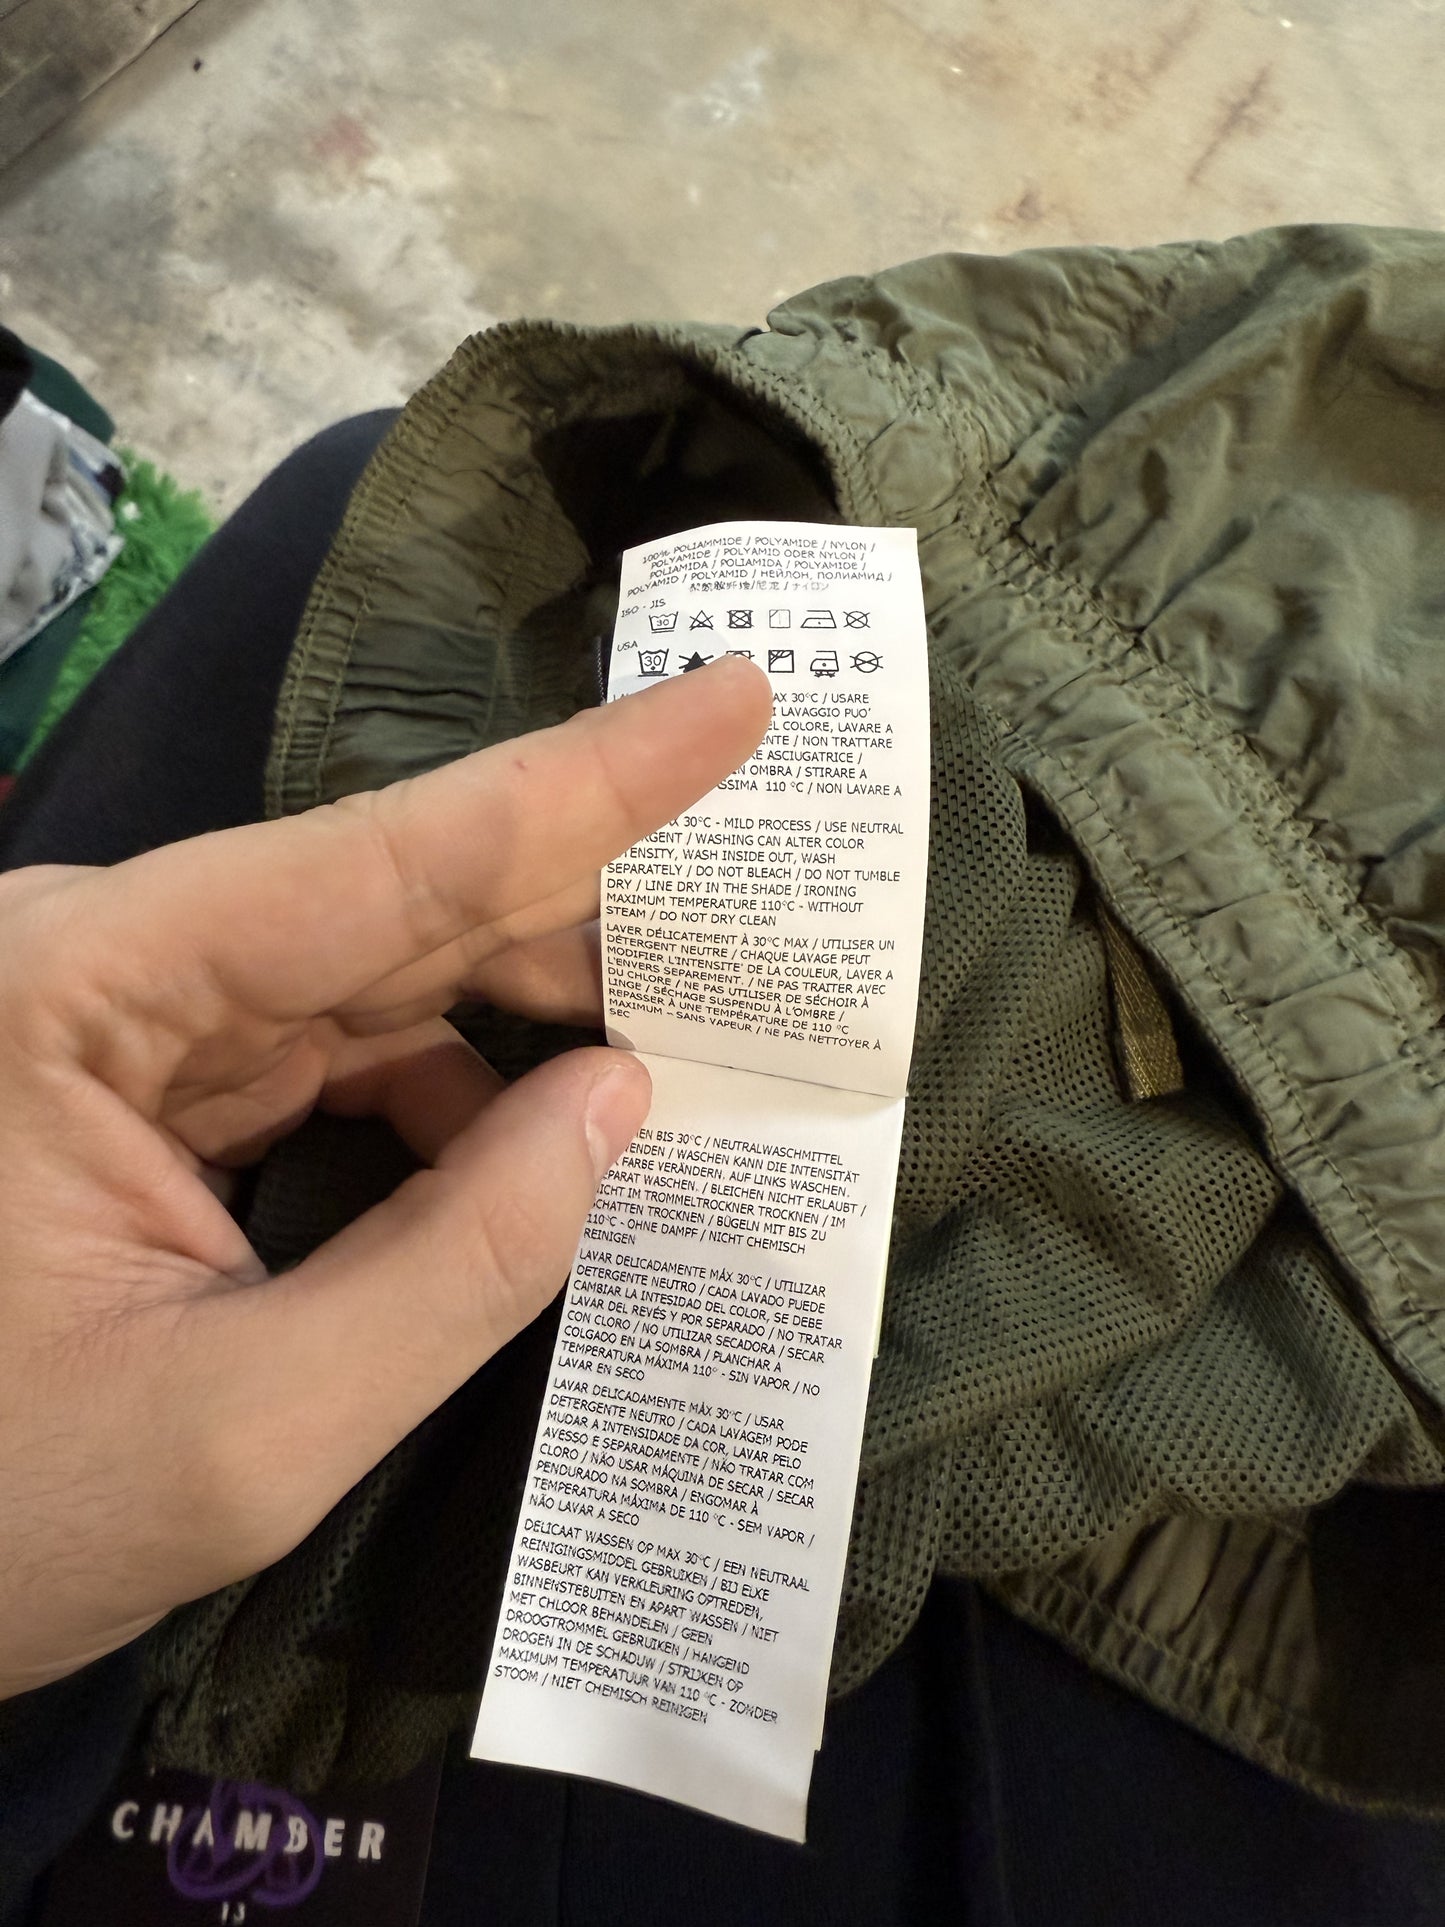 100% POLIAMMIDE / POLYAMIDE / NYLON /
POLYAMIDE / POLYAMID ODER NYLON /
POLIAMIDA / POLIAMIDA / POLYAMIDE /
POLYAMID / POLYAMID / НЕЙЛОН, ПОЛИАМИД /
ナイロン
ISO - JIS
30
USA
30
MAX 30°C / USARE
LAVAGGIO PUO'
COLORE, LAVARE A
/ NON TRATTARE
ASCIUGATRICE /
OMBRA / STIRARE A
110 °C / NON LAVARE A
30°C - MILD PROCESS / USE NEUTRAL
/ WASHING CAN ALTER COLOR
INTENSITY, WASH INSIDE OUT, WASH
SEPARATELY / DO NOT BLEACH / DO NOT TUMBLE
DRY / LINE DRY IN THE SHADE / IRONING
MAXIMUM TEMPERATURE 110°C - WITHOUT
STEAM / DO NOT DRY CLEAN
LAVER DÉLICATEMENT À 30°C MAX / UTILISER UN
DÉTERGENT NEUTRE / CHAQUE LAVAGE PEUT
MODIFIER L'INTENSITE' DE LA COULEUR, LAVER A
L'ENVERS SEPAREMENT. / NE PAS TRAITER AVEC
DU CHLORE / NE PAS UTILISER DE SÉCHOIR À
LINGE / SÉCHAGE SUSPENDU À L'OMBRE /
REPASSER À UNE TEMPÉRATURE DE 110 °C
MAXIMUM - SANS VAPEUR / NE PAS NETTOYER À
SEC
BIS 30°C / NEUTRALWASCHMITTEL
/ WASCHEN KANN DIE INTENSITÄT
FARBE VERÄNDERN. AUF LINKS WASCHEN.
WASCHEN. / BLEICHEN NICHT ERLAUBT /
NICHT IM TROMMELTROCKNER TROCKNEN / IM
SCHATTEN TROCKNEN / BÜGELN MIT BIS ZU
110°C - OHNE DAMPF / NICHT CHEMISCH
REINIGEN
LAVAR DELICADAMENTE MÁX 30°C / UTILIZAR
DETERGENTE NEUTRO / CADA LAVADO PUEDE
CAMBIAR LA INTESIDAD DEL COLOR, SE DEBE
LAVAR DEL REVÉS Y POR SEPARADO / NO TRATAR
CON CLORO / NO UTILIZAR SECADORA / SECAR
COLGADO EN LA SOMBRA / PLANCHAR A
TEMPERATURA MÁXIMA 110° - SIN VAPOR / NO
LAVAR EN SECO
LAVAR DELICADAMENTE MÁX 30°C / USAR
DETERGENTE NEUTRO / CADA LAVAGEM PODE
MUDAR A INTENSIDADE DA COR, LAVAR PELO
AVESSO E SEPARADAMENTE / NÃO TRATAR COM
CLORO / NÃO USAR MÁQUINA DE SECAR / SECAR
PENDURADO NA SOMBRA / ENGOMAR À
TEMPERATURA MÁXIMA DE 110 °C - SEM VAPOR /
NÃO LAVAR A SECO
DELICAAT WASSEN OP MAX 30°C / EEN NEUTRAAL
REINIGINGSMIDDEL GEBRUIKEN / BIJ ELKE
WASBEURT KAN VERKLEURING OPTREDEN,
BINNENSTEBUITEN EN APART WASSEN / NIET
MET CHLOOR BEHANDELEN / GEEN
DROOGTROMMEL GEBRUIKEN / HANGEND
DROGEN IN DE SCHADUW / STRIJKEN OP
MAXIMUM TEMPERATUUR VAN 110 °C - ZONDER
STOOM / NIET CHEMISCH REINIGEN
CHAMBER
13